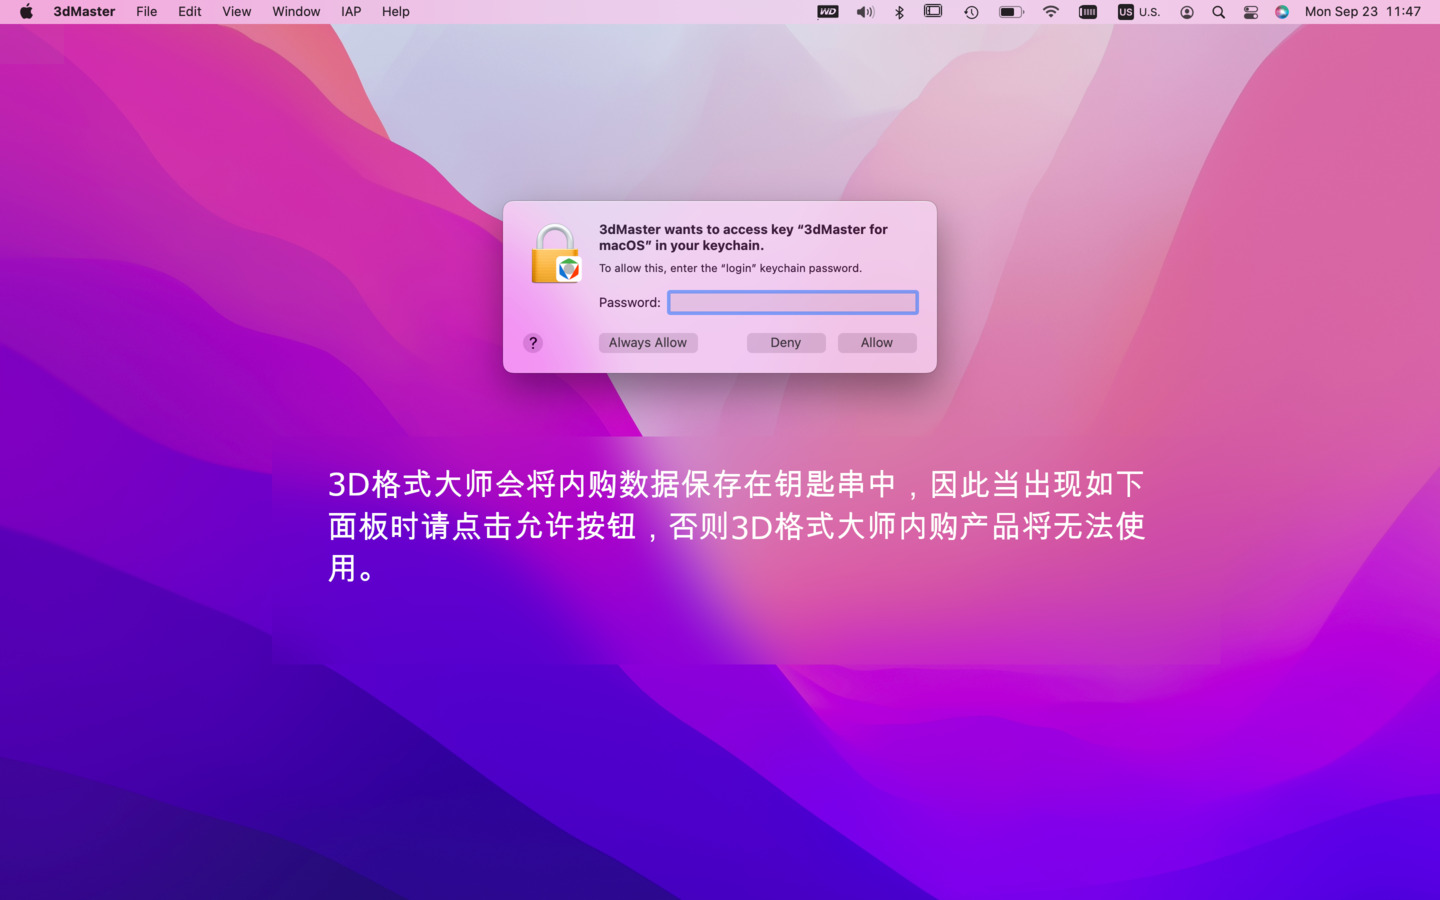 3dMaster File Edit View Window IAP Help WD US U.S. Mon Sep 23 11:47
3dMaster wants to access key “3dMaster for
macOS” in your keychain.
To allow this, enter the “login” keychain password.
Password:
? Always Allow Deny Allow
3D格式大师会将内购数据保存在钥匙串中，因此当出现如下
面板时请点击允许按钮，否则3D格式大师内购产品将无法使
用。